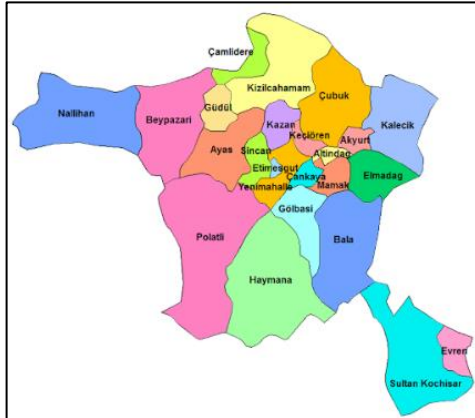 Çamlidere
Kizilcahamam
Çubuk
Nallihan
Beypazari
Güdül
Kazan
Kalecik
Keçiören
Akyurt
Ayas
Sincan
Altindag
Etimesgut
Çankaya
Elmadag
Mamak
Yenimahalle
Gölbasi
Polatli
Bala
Haymana
Evren
Sultan Kochisar